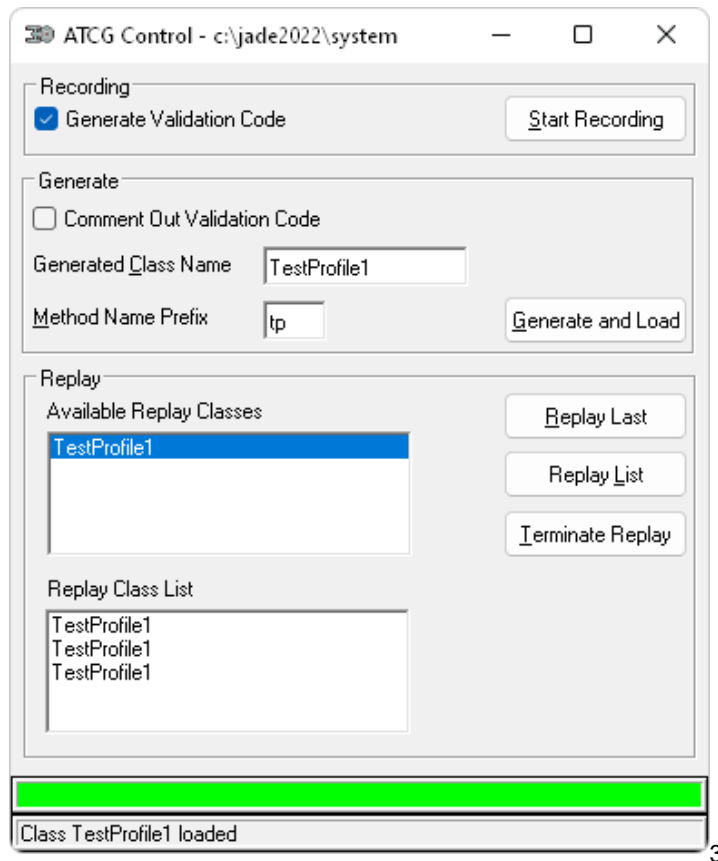 ATCG Control - c:\jade2022\system
Recording
Generate Validation Code
Start Recording
Generate
Comment Out Validation Code
Generated Class Name
TestProfile1
Method Name Prefix
tp
Generate and Load
Replay
Available Replay Classes
Replay Last
TestProfile1
Replay List
Terminate Replay
Replay Class List
TestProfile1
TestProfile1
TestProfile1
Class TestProfile1 loaded